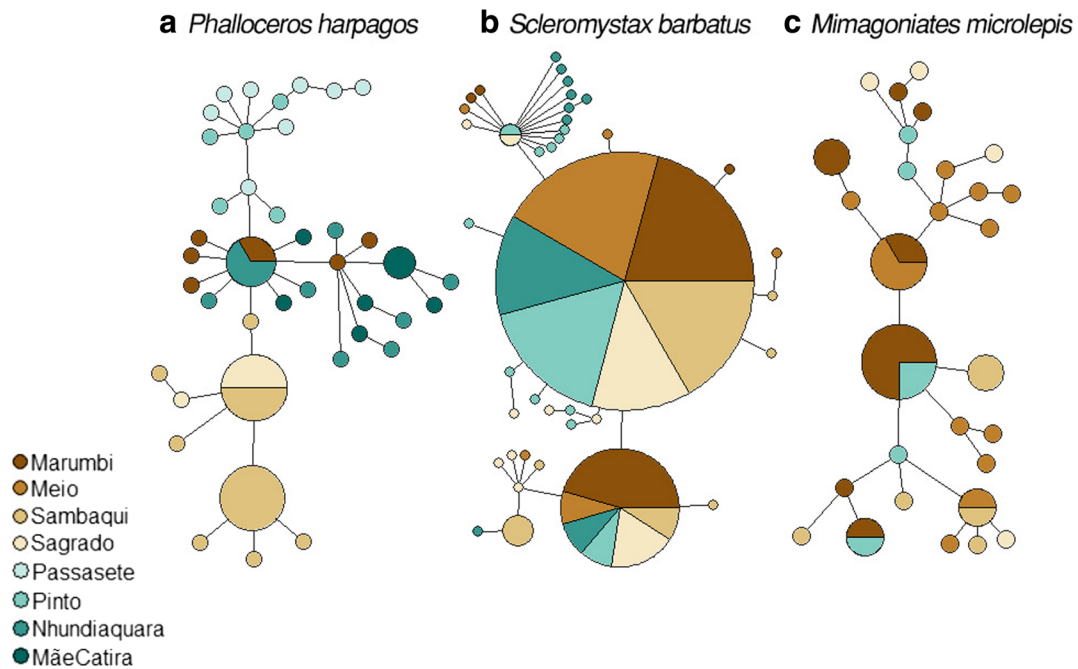 a Phalloceros harpagos
b Scleromystax barbatus
c Mimagoniates microlepis
Marumbi
Meio
Sambaqui
Sagrado
Passasete
Pinto
Nhundiaquara
MãeCatira